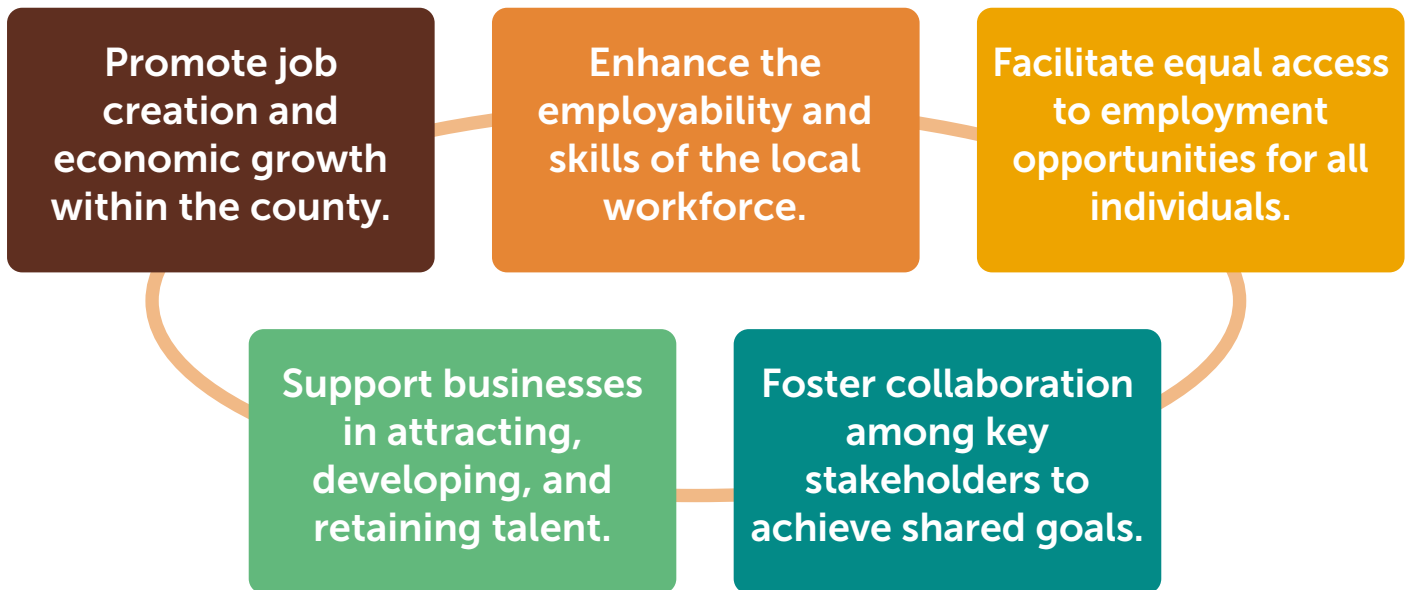 Promote job
creation and
economic growth
within the county.
Enhance the
employability and
skills of the local
workforce.
Facilitate equal access
to employment
opportunities for all
individuals.
Support businesses
in attracting,
developing, and
retaining talent.
Foster collaboration
among key
stakeholders to
achieve shared goals.